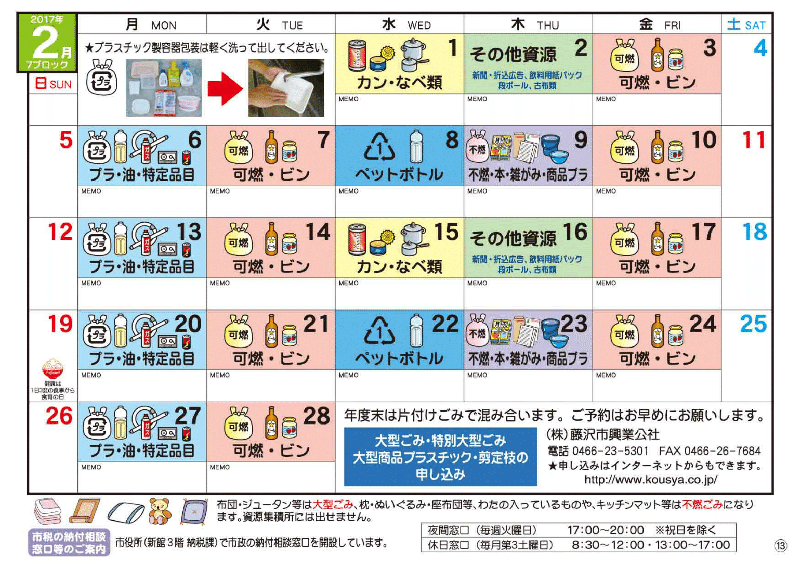 2017年
2月
7ブロック
月 MON
火 TUE
水 WED
木 THU
金 FRI
土 SAT
日 SUN
★プラスチック製容器包装は軽く洗って出してください。
プラ
1
カン・なべ類
MEMO
2
その他資源
新聞・折込広告、飲料用紙パック
段ボール、古布類
MEMO
3
可燃
可燃・ビン
MEMO
4
5
6
プラ
プラ・油・特定品目
MEMO
7
可燃
可燃・ビン
MEMO
8
1
ペットボトル
MEMO
9
不燃
不燃・本・雑がみ・商品プラ
MEMO
10
可燃
可燃・ビン
MEMO
11
12
13
プラ
プラ・油・特定品目
MEMO
14
可燃
可燃・ビン
MEMO
15
カン・なべ類
MEMO
16
その他資源
新聞・折込広告、飲料用紙パック
段ボール、古布類
MEMO
17
可燃
可燃・ビン
MEMO
18
19
毎月19日は
1日3度の食事から
食育の日
20
プラ
プラ・油・特定品目
MEMO
21
可燃
可燃・ビン
MEMO
22
1
ペットボトル
MEMO
23
不燃
不燃・本・雑がみ・商品プラ
MEMO
24
可燃
可燃・ビン
MEMO
25
26
27
プラ
プラ・油・特定品目
MEMO
28
可燃
可燃・ビン
MEMO
年度末は片付けごみで混み合います。ご予約はお早めにお願いします。
大型ごみ・特別大型ごみ
大型商品プラスチック・剪定枝の
申し込み
(株)藤沢市興業公社
電話 0466-23-5301 FAX 0466-26-7684
★申し込みはインターネットからもできます。
http://www.kousya.co.jp/
布団・ジュータン等は大型ごみ、枕・ぬいぐるみ・座布団等、わたの入っているものや、キッチンマット等は不燃ごみになり
ます。資源集積所には出せません。
市税の納付相談
窓口等のご案内
市役所(新館3階 納税課)で市政の納付相談窓口を開設しています。
夜間窓口(毎週火曜日) 17:00~20:00 ※祝日を除く
休日窓口(毎月第3土曜日) 8:30~12:00・13:00~17:00
⑬